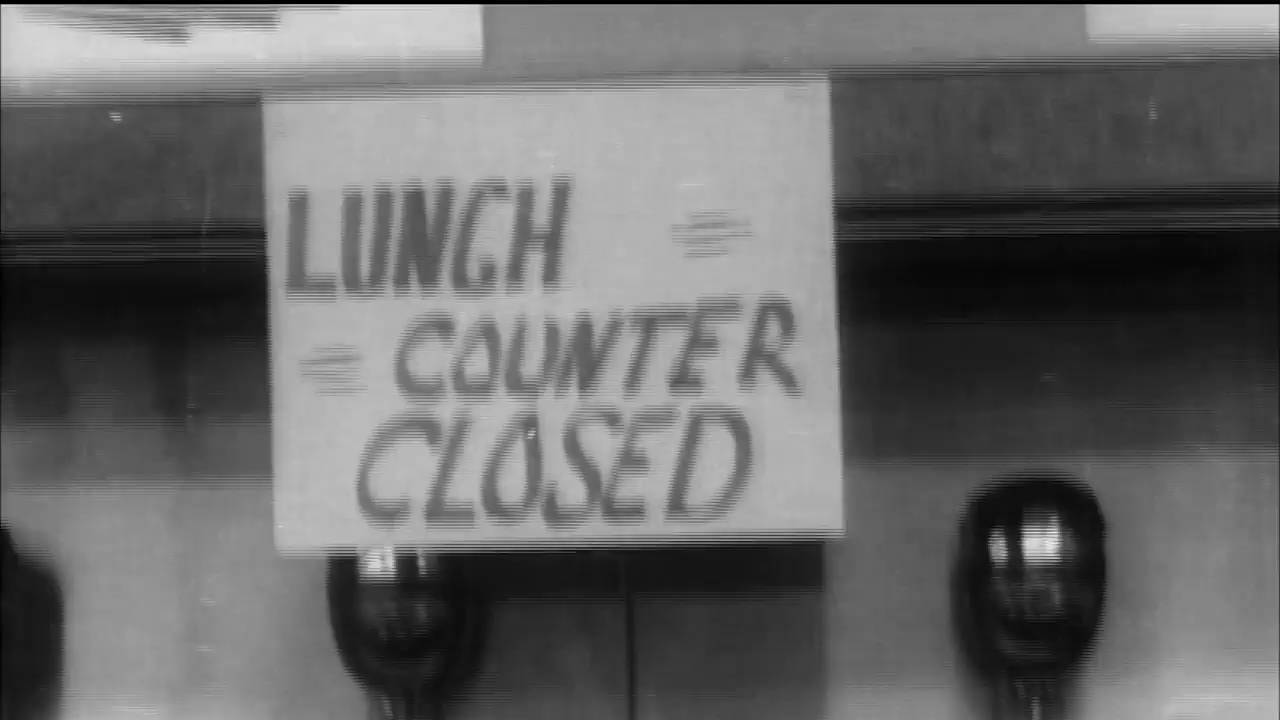 LUNCH =
= COUNTER
CLOSED